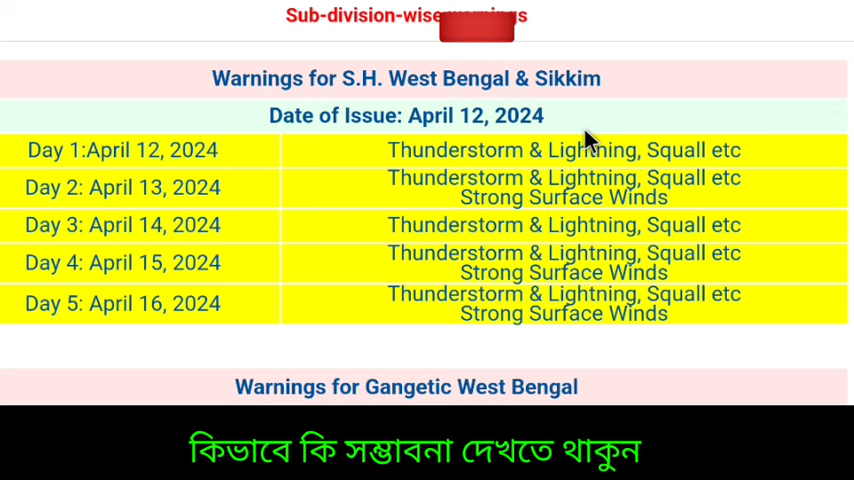 Sub-division-wise
Warnings for S.H. West Bengal & Sikkim
Date of Issue: April 12, 2024
Day 1:April 12, 2024 Thunderstorm & Lightning, Squall etc
Day 2: April 13, 2024 Thunderstorm & Lightning, Squall etc
Strong Surface Winds
Day 3: April 14, 2024 Thunderstorm & Lightning, Squall etc
Day 4: April 15, 2024 Thunderstorm & Lightning, Squall etc
Strong Surface Winds
Day 5: April 16, 2024 Thunderstorm & Lightning, Squall etc
Strong Surface Winds
Warnings for Gangetic West Bengal
কিভাবে কি সম্ভাবনা দেখতে থাকুন